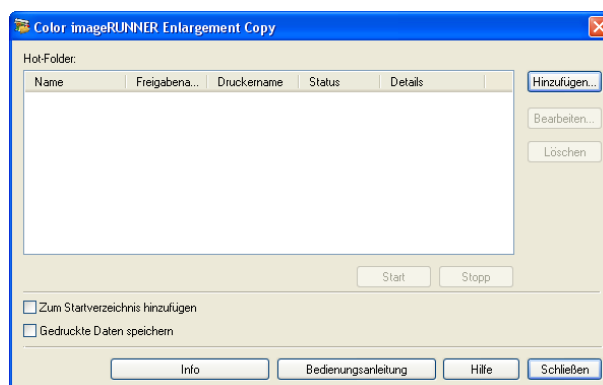 Color imageRUNNER Enlargement Copy
Hot-Folder:
Name Freigabena... Druckername Status Details
Hinzufügen...
Bearbeiten...
Löschen
Start Stopp
Zum Startverzeichnis hinzufügen
Gedruckte Daten speichern
Info Bedienungsanleitung Hilfe Schließen